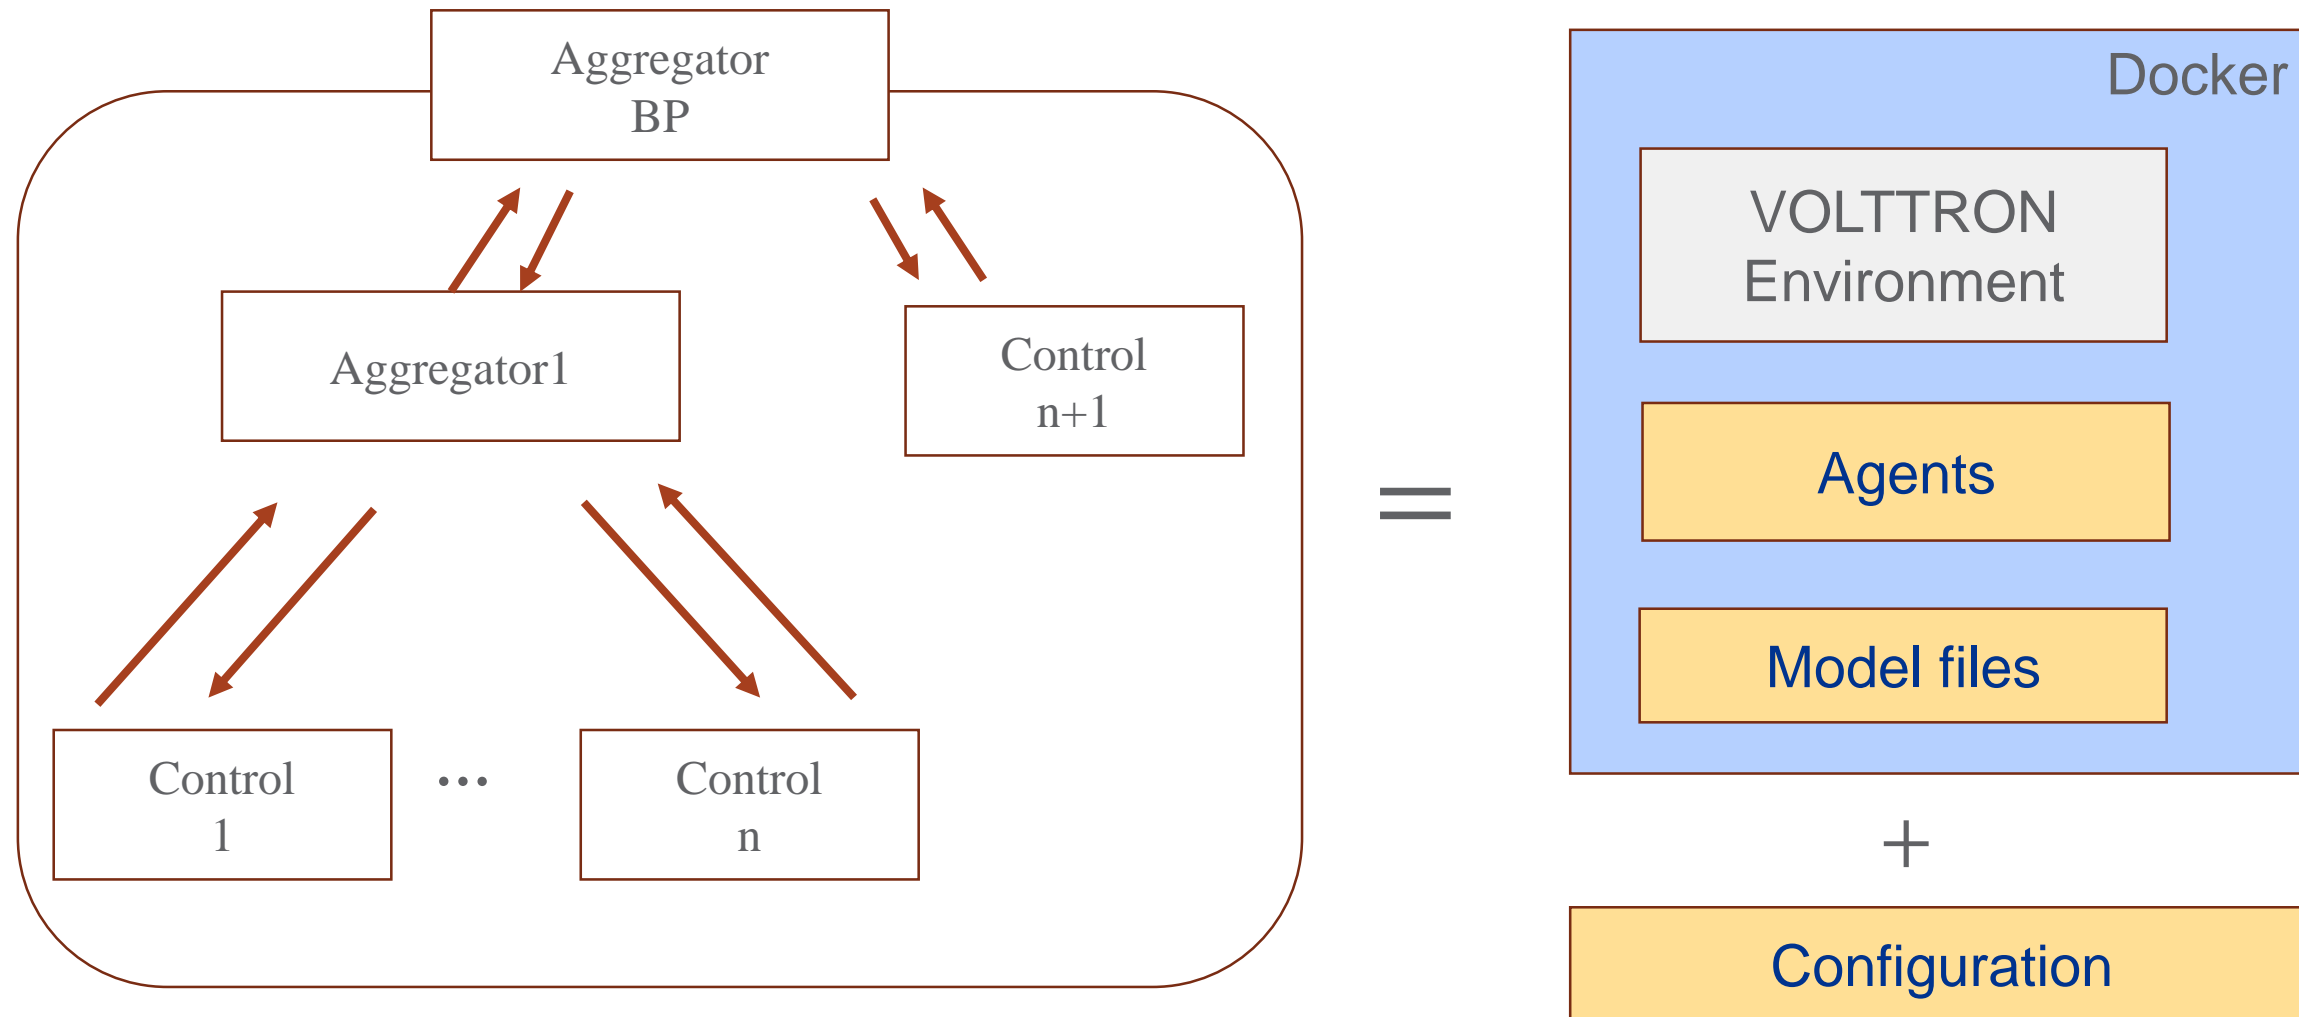 Aggregator
BP
Aggregator1
Control
n+1
Control
1
...
Control
n
=
Docker
VOLTTRON
Environment
Agents
Model files
+
Configuration